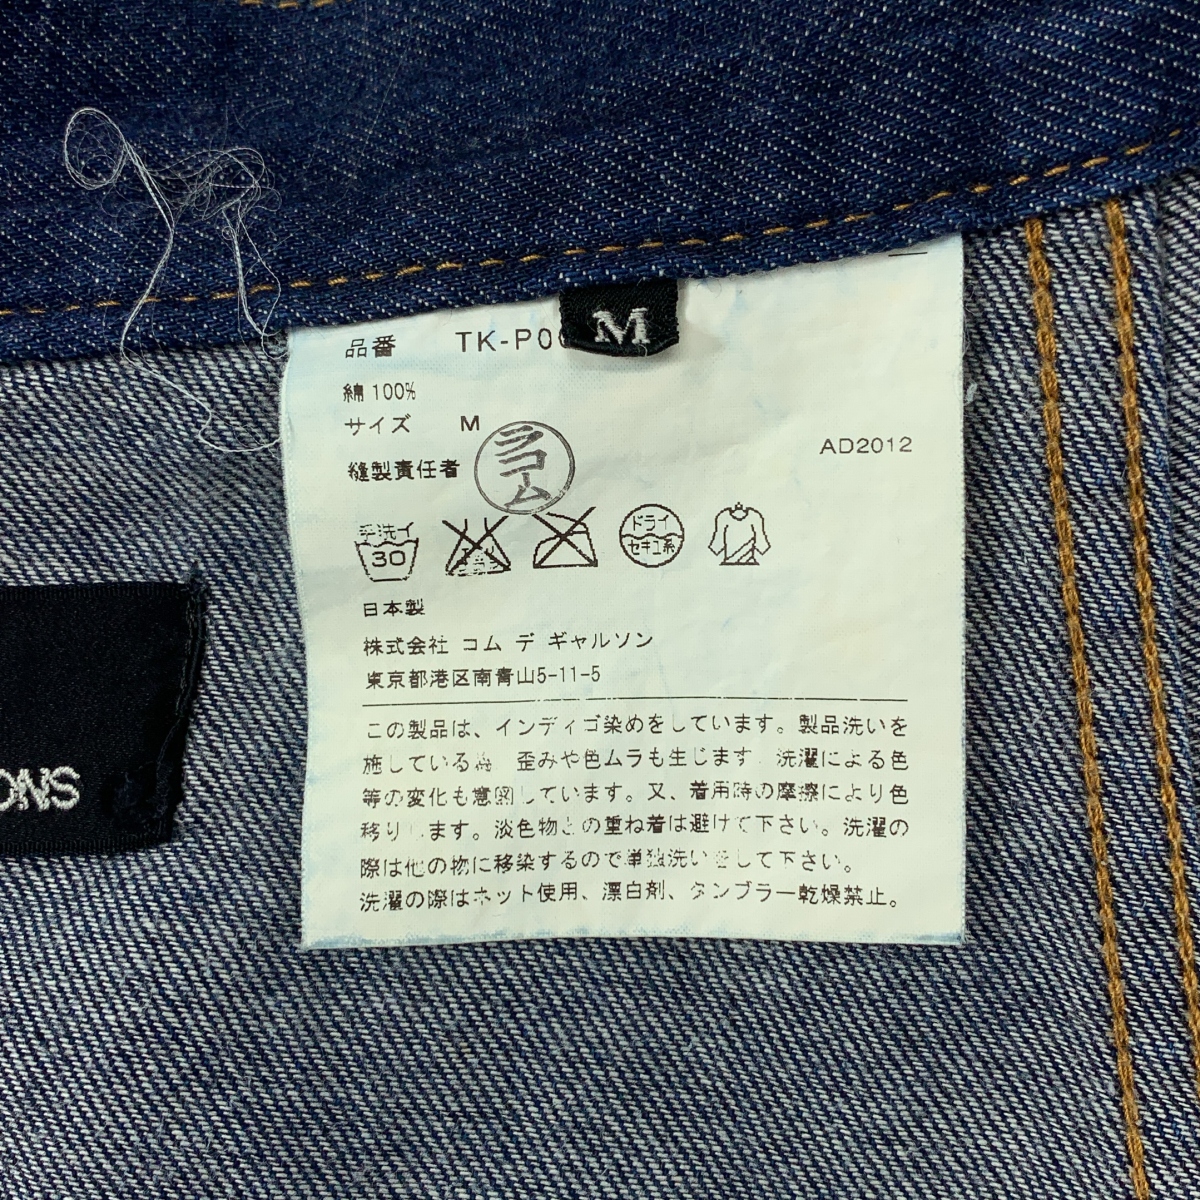 M
品番 TK-P0
綿 100%
サイズ M
AD2012
縫製責任者 ラコーム
手洗イ 30
エンソ サラシ
ドライ セキユ系
日本製
株式会社 コム デ ギャルソン
東京都港区南青山5-11-5
この製品は、インディゴ染めをしています。製品洗いを
施している為 歪みや色ムラも生じます。洗濯による色
等の変化も意図しています。又、着用時の摩擦により色
移りします。淡色物との重ね着は避けて下さい。洗濯の
際は他の物に移染するので単独洗いをして下さい。
洗濯の際はネット使用、漂白剤、タンブラー乾燥禁止。
ONS